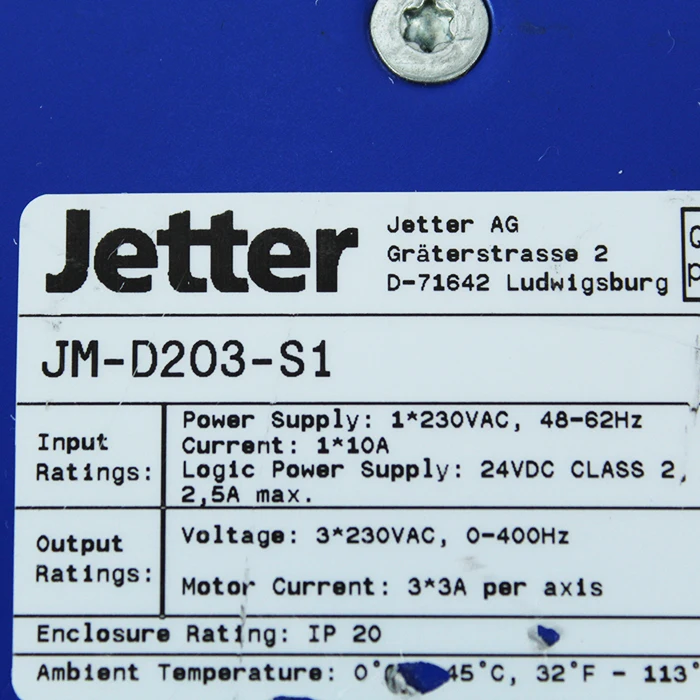 Jetter
Jetter AG
Gräterstrasse 2
D-71642 Ludwigsburg
JM-D203-S1
Input
Ratings:
Power Supply: 1*230VAC, 48-62Hz
Current: 1*10A
Logic Power Supply: 24VDC CLASS 2,
2,5A max.
Output
Ratings:
Voltage: 3*230VAC, 0-400Hz
Motor Current: 3*3A per axis
Enclosure Rating: IP 20
Ambient Temperature: 45°C, 32°F - 113°